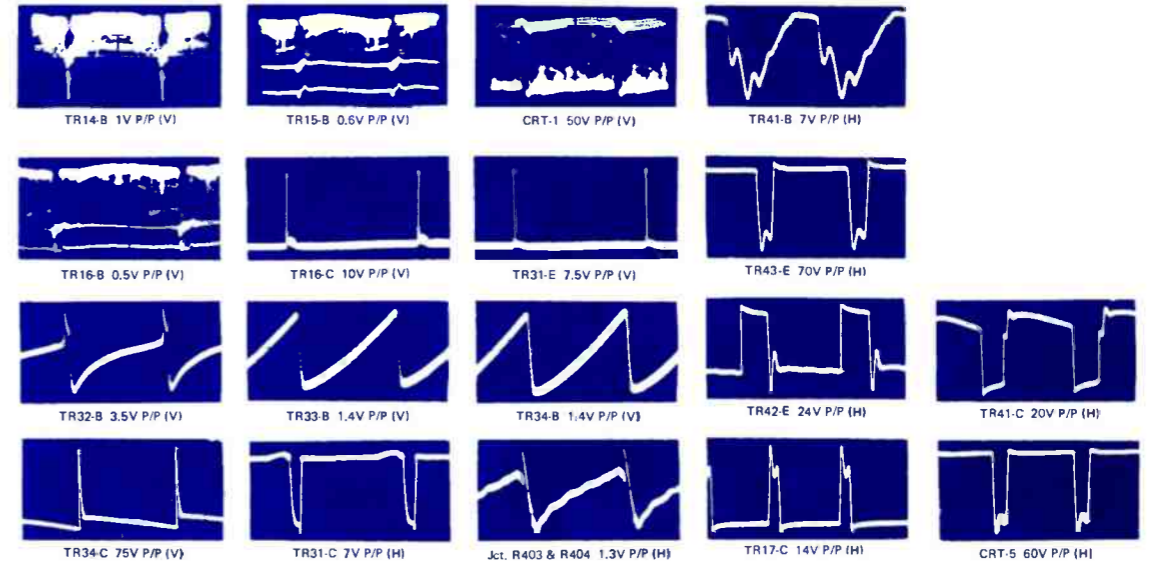 TR14-B 1V P/P (V)
TR15-B 0.6V P/P (V)
CRT-1 50V P/P (V)
TR41-B 7V P/P (H)
TR16-B 0.5V P/P (V)
TR16-C 10V P/P (V)
TR31-E 7.5V P/P (V)
TR43-E 70V P/P (H)
TR32-B 3.5V P/P (V)
TR33-B 1.4V P/P (V)
TR34-B 1.4V P/P (V)
TR42-E 24V P/P (H)
TR41-C 20V P/P (H)
TR34-C 75V P/P (V)
TR31-C 7V P/P (H)
Jct. R403 & R404 1.3V P/P (H)
TR17-C 14V P/P (H)
CRT-5 60V P/P (H)